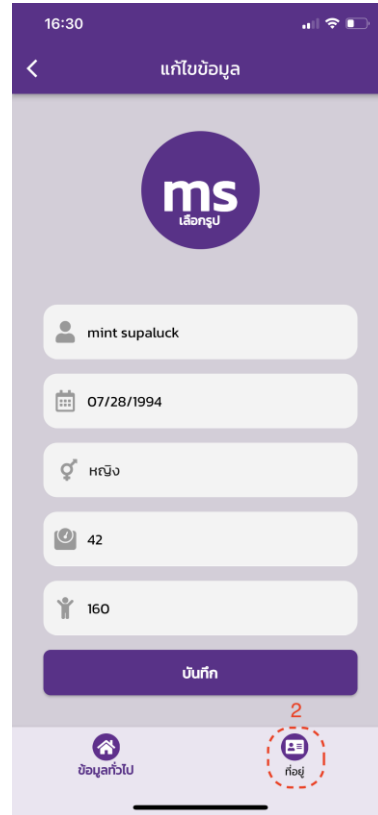 16:30
แก้ไขข้อมูล
ms
เลือกรูป
mint supaluck
07/28/1994
หญิง
42
160
บันทึก
2
ข้อมูลทั่วไป
ที่อยู่